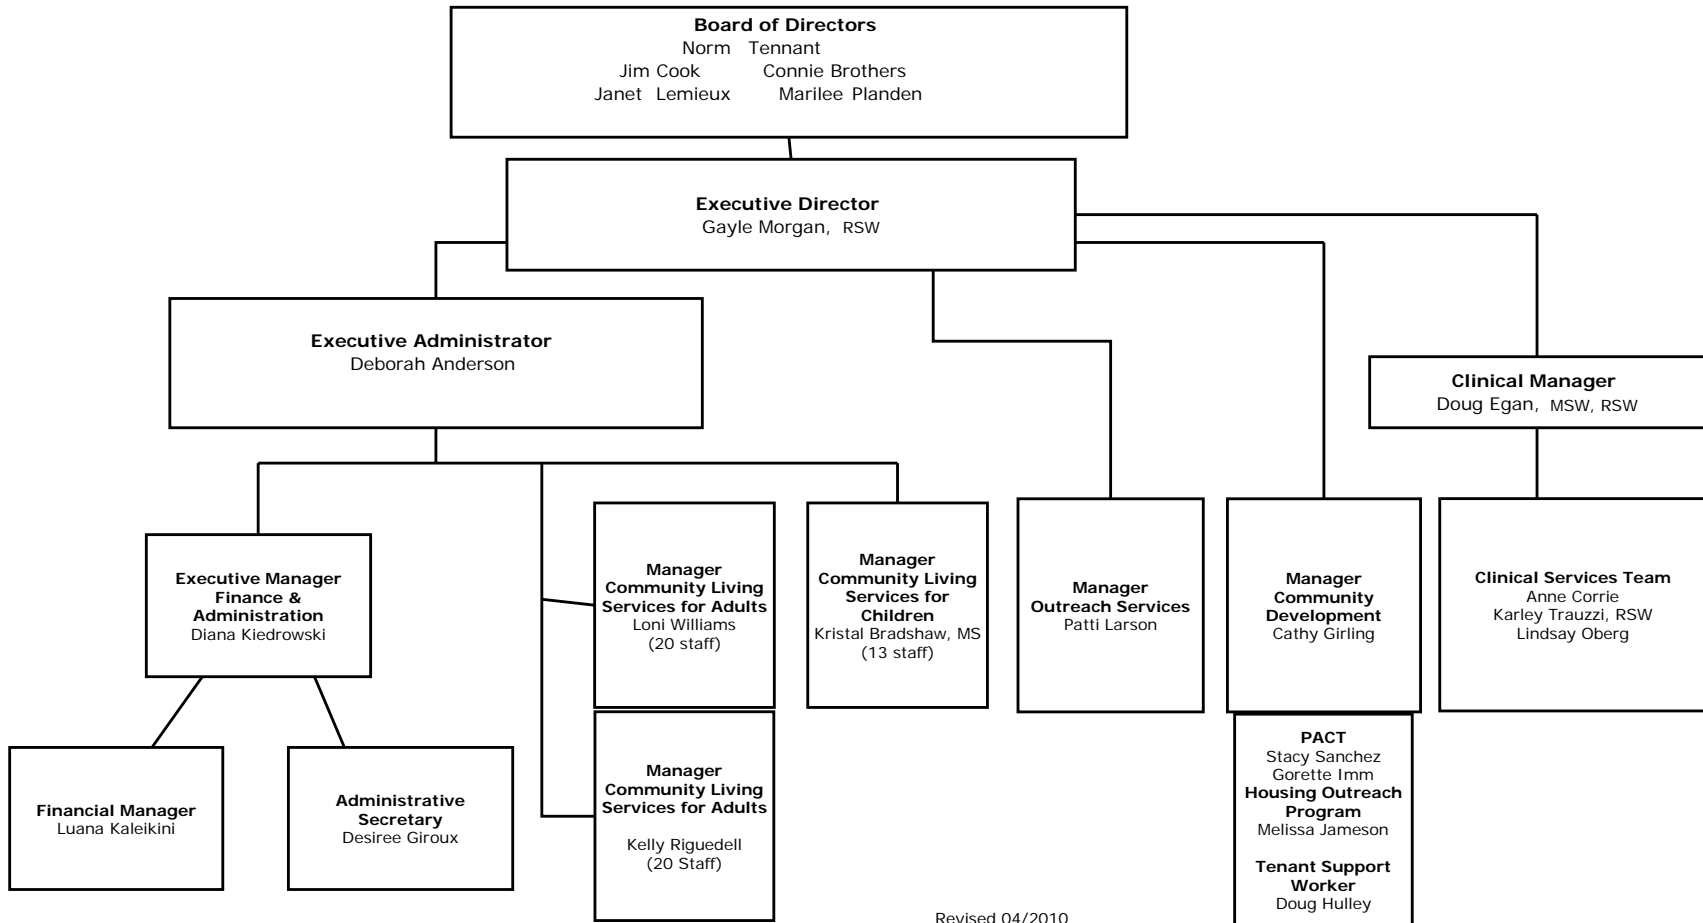 Board of Directors
Norm Tennant
Jim Cook Connie Brothers
Janet Lemieux Marilee Planden
Executive Director
Gayle Morgan, RSW
Executive Administrator
Deborah Anderson
Clinical Manager
Doug Egan, MSW, RSW
Executive Manager
Finance &
Administration
Diana Kiedrowski
Manager
Community Living
Services for Adults
Loni Williams
(20 staff)
Manager
Community Living
Services for
Children
Kristal Bradshaw, MS
(13 staff)
Manager
Outreach Services
Patti Larson
Manager
Community
Development
Cathy Girling
Clinical Services Team
Anne Corrie
Karley Trauzzi, RSW
Lindsay Oberg
Financial Manager
Luana Kaleikini
Administrative
Secretary
Desiree Giroux
Manager
Community Living
Services for Adults
Kelly Riguedell
(20 Staff)
PACT
Stacy Sanchez
Gorette Imm
Housing Outreach
Program
Melissa Jameson
Tenant Support
Worker
Doug Hulley
Revised 04/2010